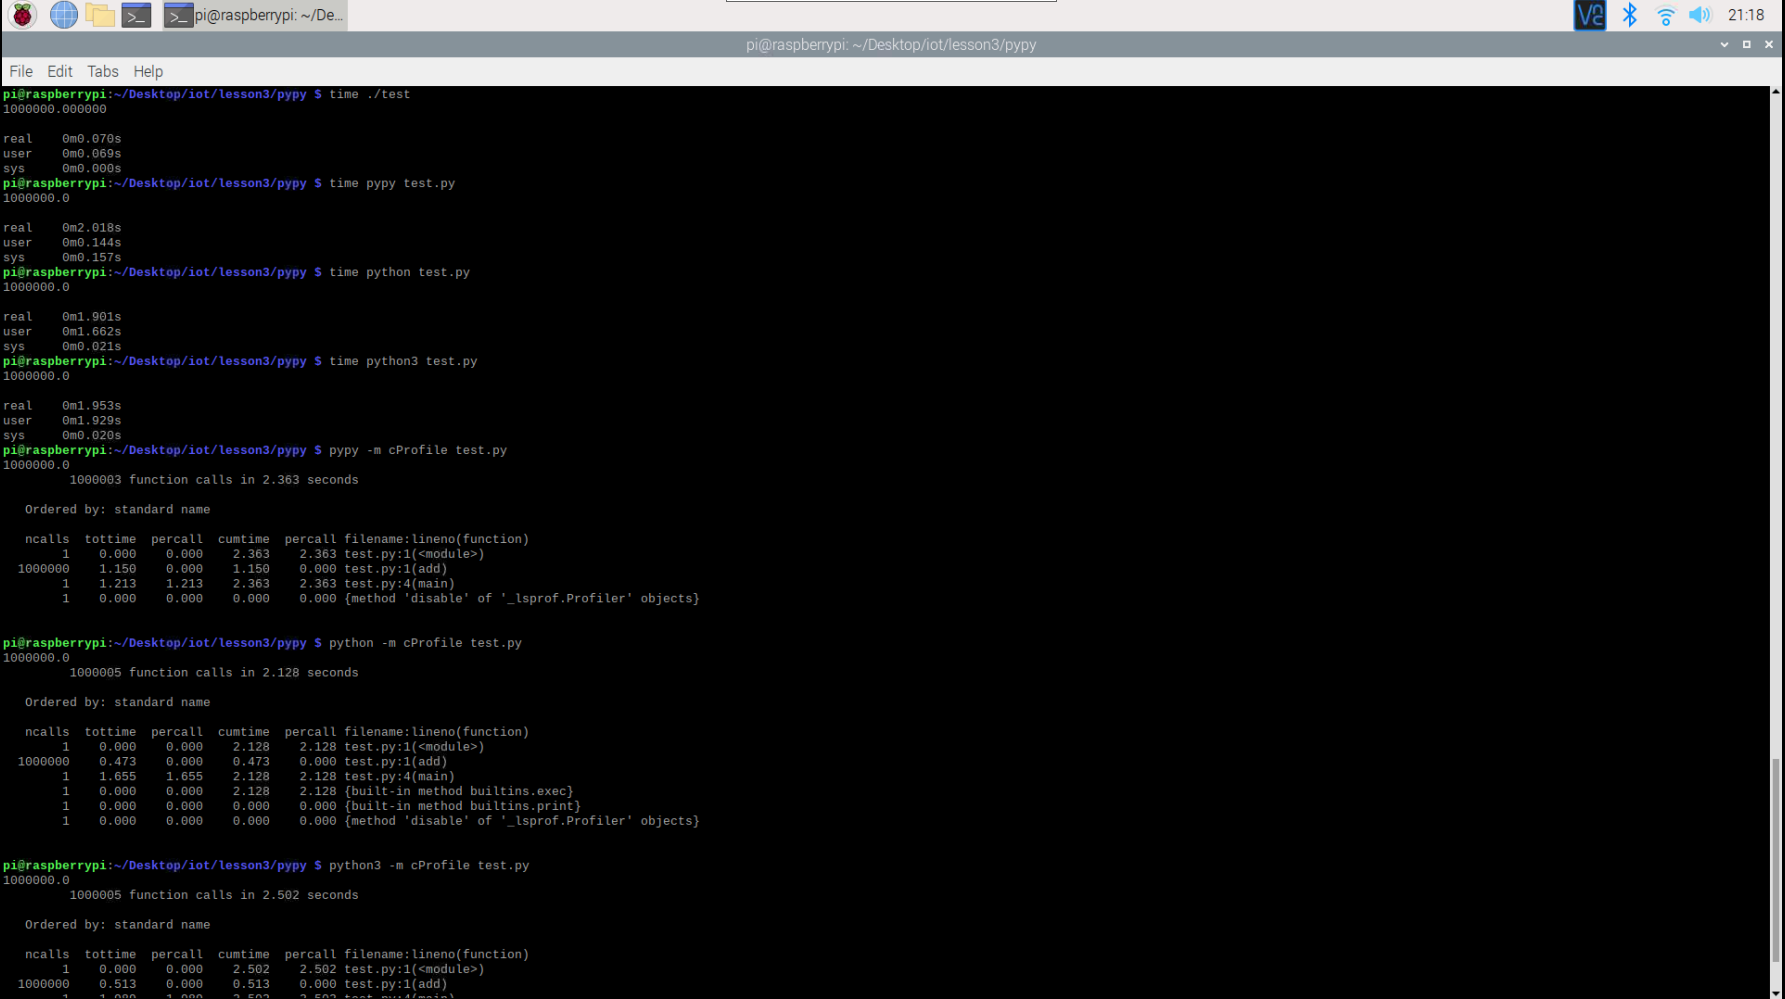 pi@raspberrypi: ~/De... 21:18
pi@raspberrypi: ~/Desktop/iot/lesson3/pypy
File Edit Tabs Help
pi@raspberrypi:~/Desktop/iot/lesson3/pypy $ time ./test
1000000.000000
real 0m0.070s
user 0m0.069s
sys 0m0.000s
pi@raspberrypi:~/Desktop/iot/lesson3/pypy $ time pypy test.py
1000000.0
real 0m2.018s
user 0m0.144s
sys 0m0.157s
pi@raspberrypi:~/Desktop/iot/lesson3/pypy $ time python test.py
1000000.0
real 0m1.901s
user 0m1.662s
sys 0m0.021s
pi@raspberrypi:~/Desktop/iot/lesson3/pypy $ time python3 test.py
1000000.0
real 0m1.953s
user 0m1.929s
sys 0m0.020s
pi@raspberrypi:~/Desktop/iot/lesson3/pypy $ pypy -m cProfile test.py
1000000.0
1000003 function calls in 2.363 seconds
Ordered by: standard name
ncalls tottime percall cumtime percall filename:lineno(function)
1 0.000 0.000 2.363 2.363 test.py:1(<module>)
1000000 1.150 0.000 1.150 0.000 test.py:1(add)
1 1.213 1.213 2.363 2.363 test.py:4(main)
1 0.000 0.000 0.000 0.000 {method 'disable' of '_lsprof.Profiler' objects}
pi@raspberrypi:~/Desktop/iot/lesson3/pypy $ python -m cProfile test.py
1000000.0
1000005 function calls in 2.128 seconds
Ordered by: standard name
ncalls tottime percall cumtime percall filename:lineno(function)
1 0.000 0.000 2.128 2.128 test.py:1(<module>)
1000000 0.473 0.000 0.473 0.000 test.py:1(add)
1 1.655 1.655 2.128 2.128 test.py:4(main)
1 0.000 0.000 2.128 2.128 {built-in method builtins.exec}
1 0.000 0.000 0.000 0.000 {built-in method builtins.print}
1 0.000 0.000 0.000 0.000 {method 'disable' of '_lsprof.Profiler' objects}
pi@raspberrypi:~/Desktop/iot/lesson3/pypy $ python3 -m cProfile test.py
1000000.0
1000005 function calls in 2.502 seconds
Ordered by: standard name
ncalls tottime percall cumtime percall filename:lineno(function)
1 0.000 0.000 2.502 2.502 test.py:1(<module>)
1000000 0.513 0.000 0.513 0.000 test.py:1(add)